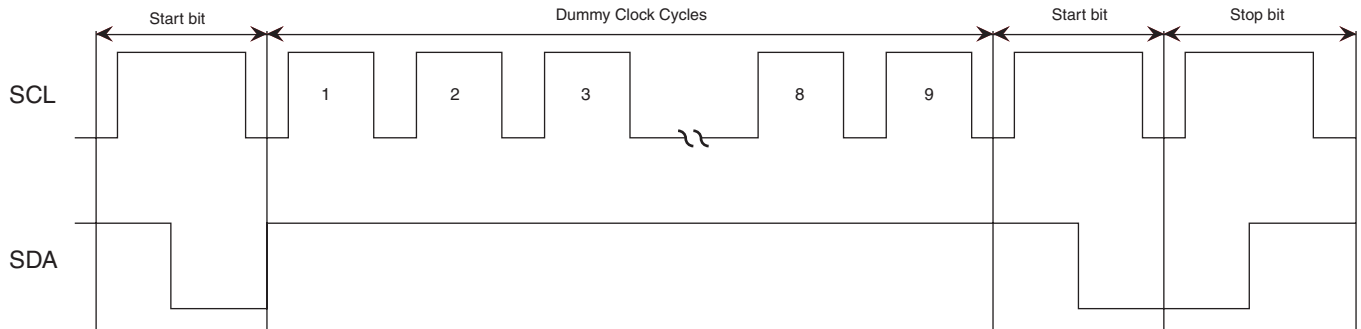 Start bit
Dummy Clock Cycles
Start bit
Stop bit
SCL
1
2
3
8
9
SDA